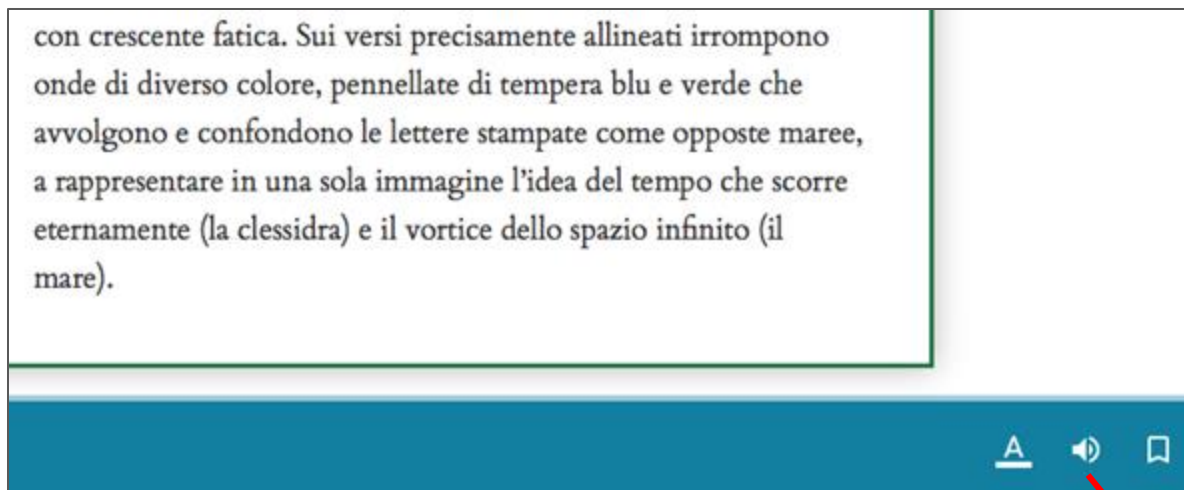 con crescente fatica. Sui versi precisamente allineati irrompono
onde di diverso colore, pennellate di tempera blu e verde che
avvolgono e confondono le lettere stampate come opposte maree,
a rappresentare in una sola immagine l’idea del tempo che scorre
eternamente (la clessidra) e il vortice dello spazio infinito (il
mare).
A